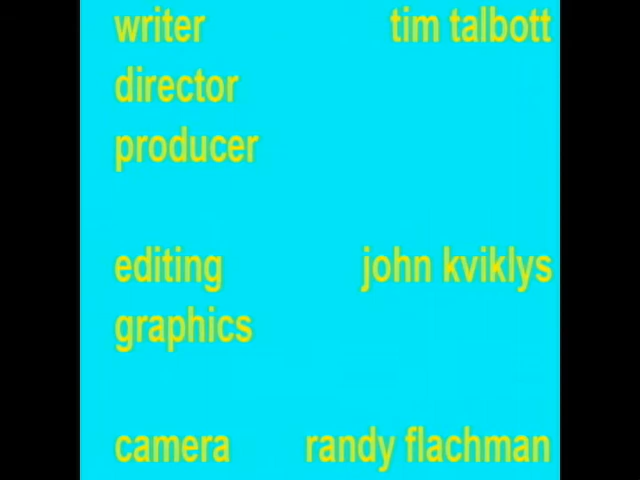 writer tim talbott
director
producer
editing john kviklys
graphics
camera randy flachman